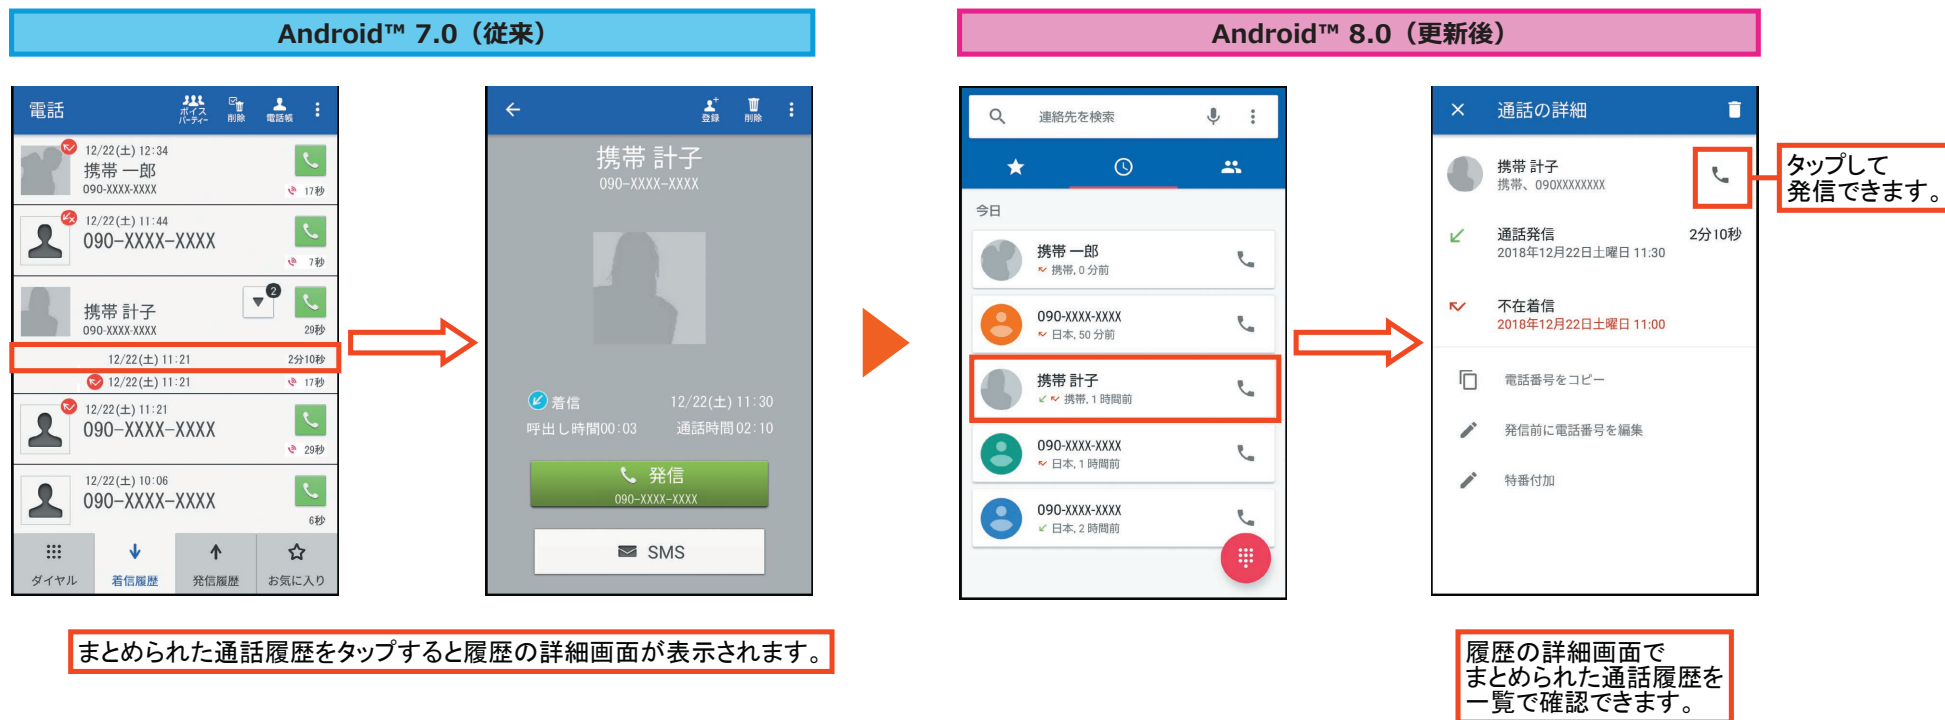 Android™ 7.0（従来）
Android™ 8.0（更新後）
電話
ボイス
パーティー
削除
電話帳
12/22(土) 12:34
携帯 一郎
090-XXXX-XXXX
17秒
12/22(土) 11:44
090-XXXX-XXXX
7秒
2
携帯 計子
090-XXXX-XXXX
29秒
12/22(土) 11:21
2分10秒
12/22(土) 11:21
17秒
12/22(土) 11:21
090-XXXX-XXXX
29秒
12/22(土) 10:06
090-XXXX-XXXX
6秒
ダイヤル
着信履歴
発信履歴
お気に入り
登録
削除
携帯 計子
090-XXXX-XXXX
着信
12/22(土) 11:30
呼出し時間00:03
通話時間02:10
発信
090-XXXX-XXXX
SMS
まとめられた通話履歴をタップすると履歴の詳細画面が表示されます。
連絡先を検索
今日
携帯 一郎
携帯, 0 分前
090-XXXX-XXXX
日本, 50 分前
携帯 計子
携帯, 1 時間前
090-XXXX-XXXX
日本, 1 時間前
090-XXXX-XXXX
日本, 2 時間前
通話の詳細
携帯 計子
携帯、090XXXXXXXX
タップして
発信できます。
通話発信
2分10秒
2018年12月22日土曜日 11:30
不在着信
2018年12月22日土曜日 11:00
電話番号をコピー
発信前に電話番号を編集
特番付加
履歴の詳細画面で
まとめられた通話履歴を
一覧で確認できます。